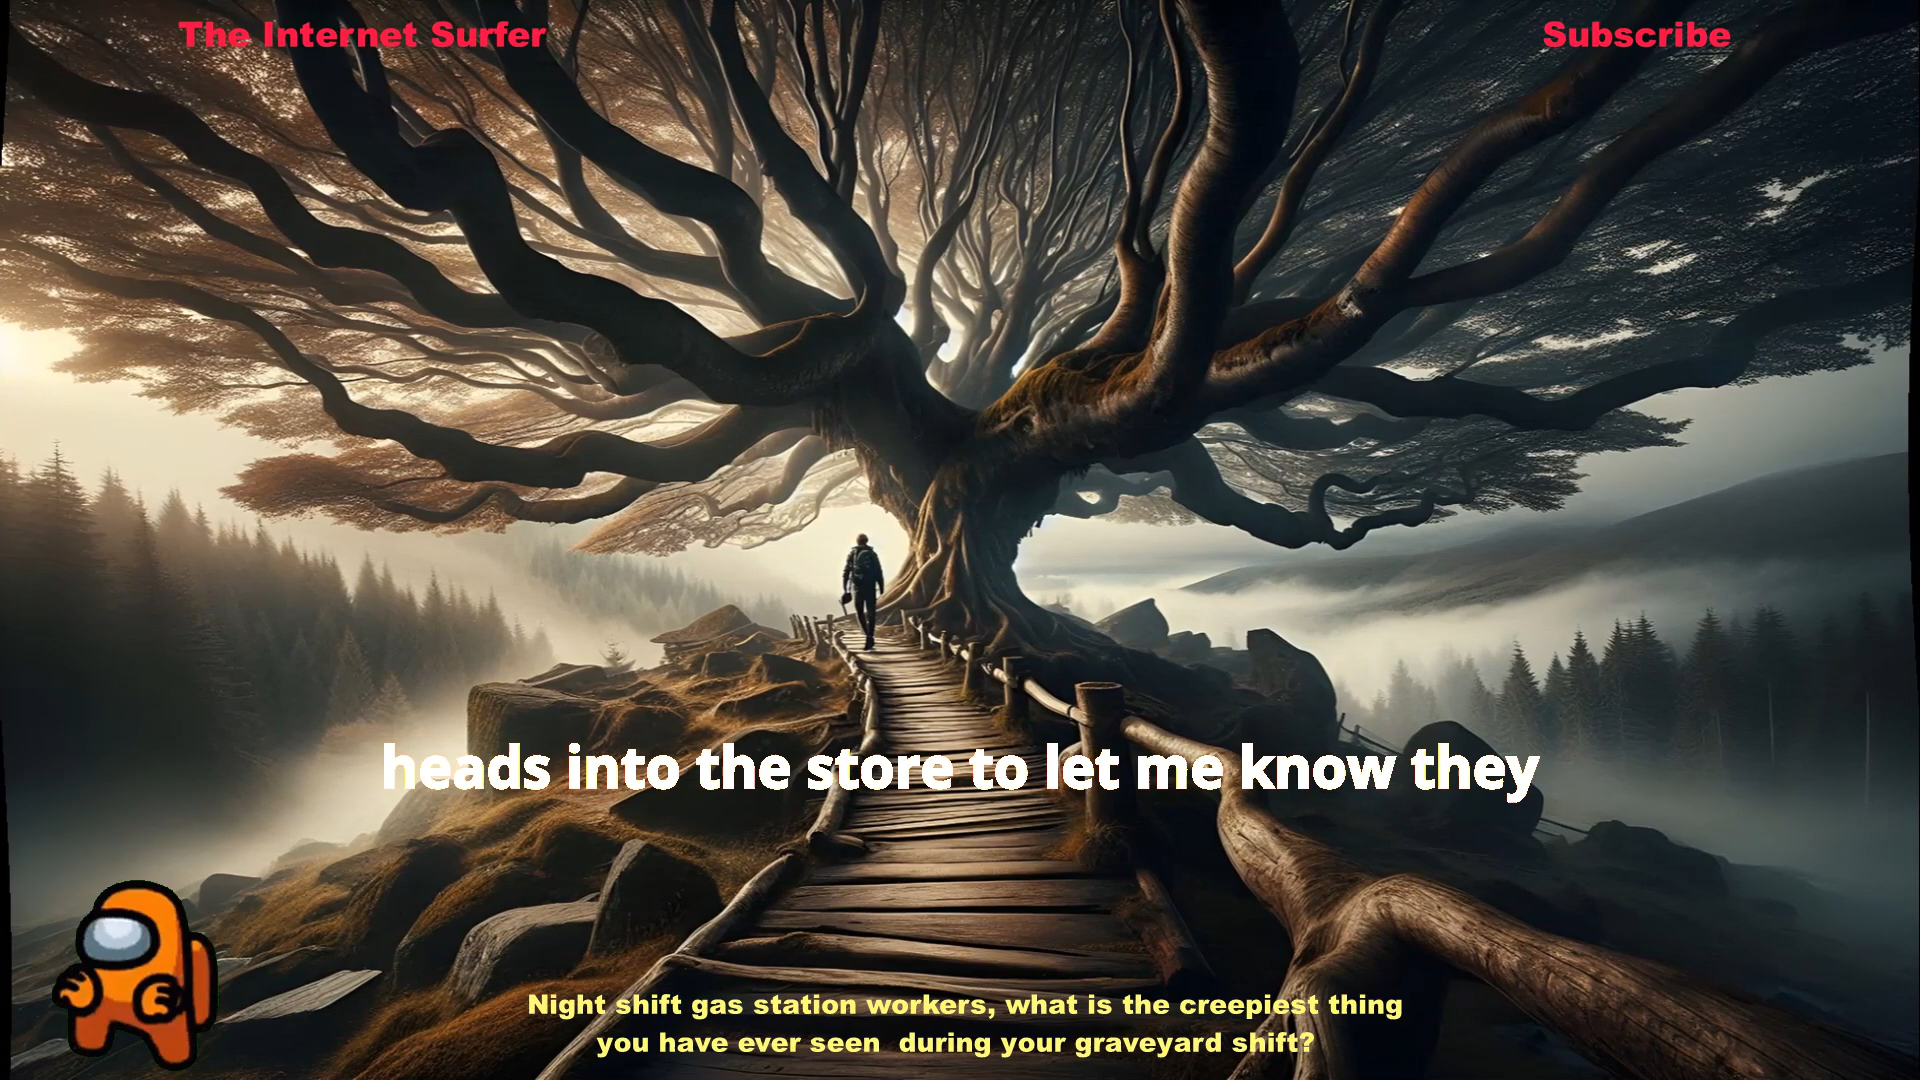 The Internet Surfer
Subscribe
heads into the store to let me know they
Night shift gas station workers, what is the creepiest thing
you have ever seen during your graveyard shift?